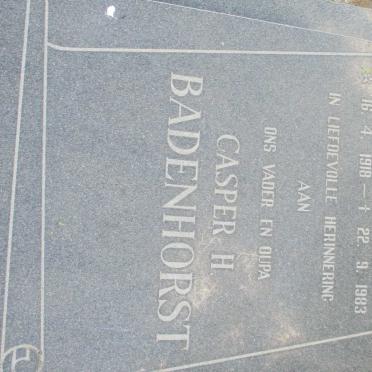 * 16. 4. 1918 — † 22. 9. 1983
IN LIEFDEVOLLE HERINNERING
AAN
ONS VADER EN OUPA
CASPER H
BADENHORST